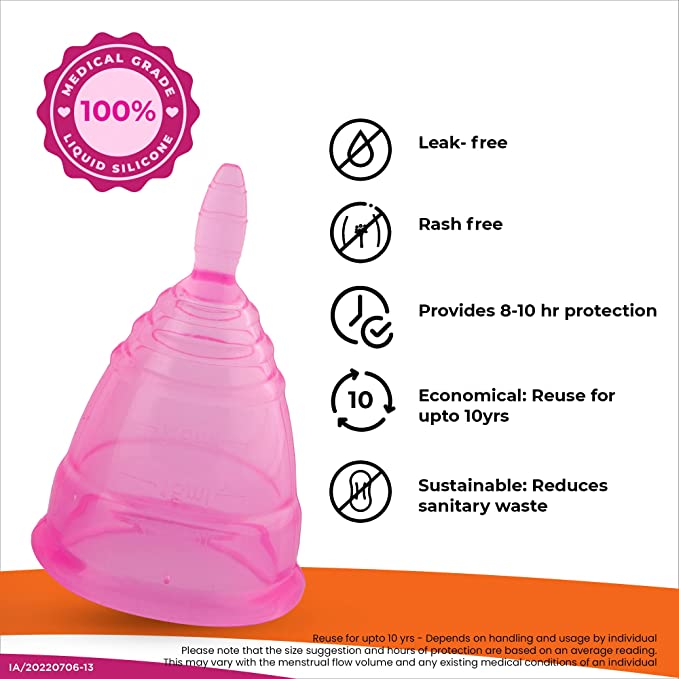 MEDICAL GRADE
100%
LIQUID SILICONE
Leak- free
Rash free
Provides 8-10 hr protection
10
Economical: Reuse for
upto 10yrs
Sustainable: Reduces
sanitary waste
Reuse for upto 10 yrs - Depends on handling and usage by individual
Please note that the size suggestion and hours of protection are based on an average reading.
This may vary with the menstrual flow volume and any existing medical conditions of an individual
IA/20220706-13